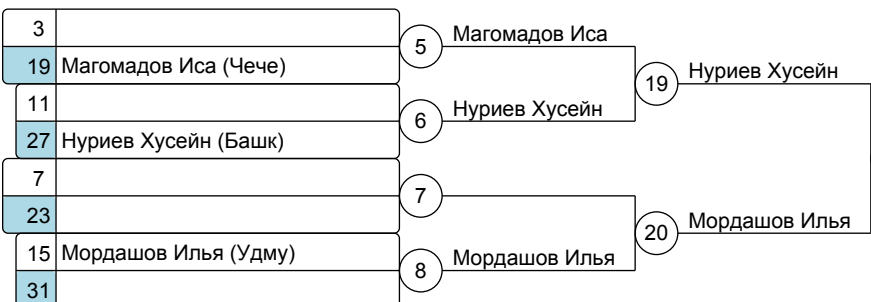 3
19 Магомадов Иса (Чече)
11
27 Нуриев Хусейн (Башк)
7
23
15 Мордашов Илья (Удму)
31
5 Магомадов Иса
6 Нуриев Хусейн
7
8 Мордашов Илья
19 Нуриев Хусейн
20 Мордашов Илья